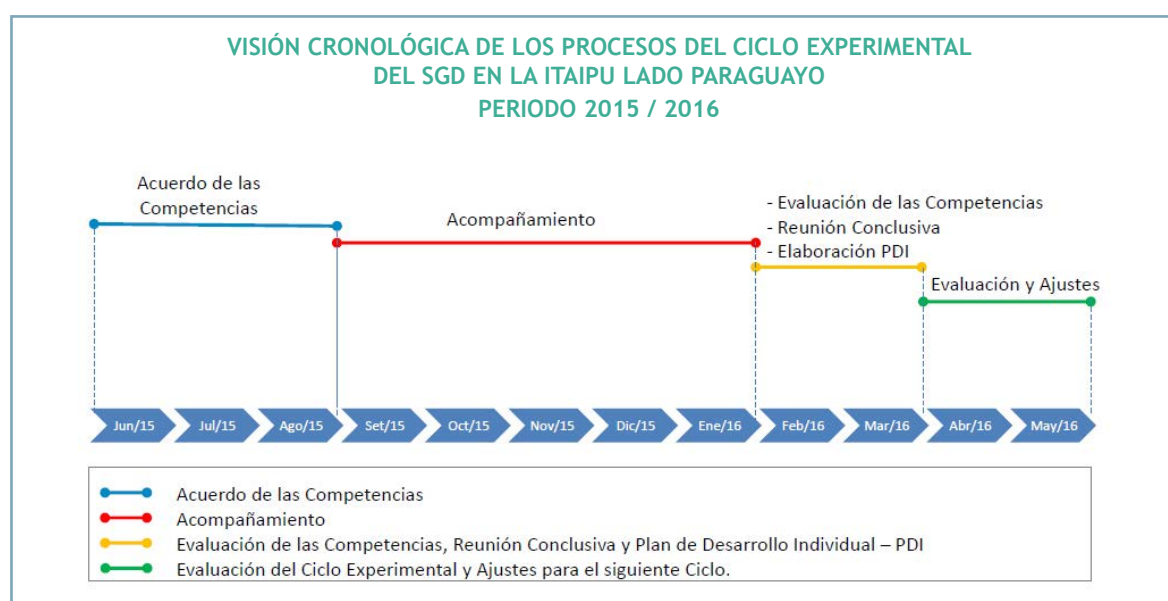 VISIÓN CRONOLÓGICA DE LOS PROCESOS DEL CICLO EXPERIMENTAL
DEL SGD EN LA ITAIPU LADO PARAGUAYO
PERIODO 2015 / 2016
Acuerdo de las
Competencias
Acompañamiento
- Evaluación de las Competencias
- Reunión Conclusiva
- Elaboración PDI
Evaluación y Ajustes
Jun/15 Jul/15 Ago/15 Set/15 Oct/15 Nov/15 Dic/15 Ene/16 Feb/16 Mar/16 Abr/16 May/16
Acuerdo de las Competencias
Acompañamiento
Evaluación de las Competencias, Reunión Conclusiva y Plan de Desarrollo Individual – PDI
Evaluación del Ciclo Experimental y Ajustes para el siguiente Ciclo.